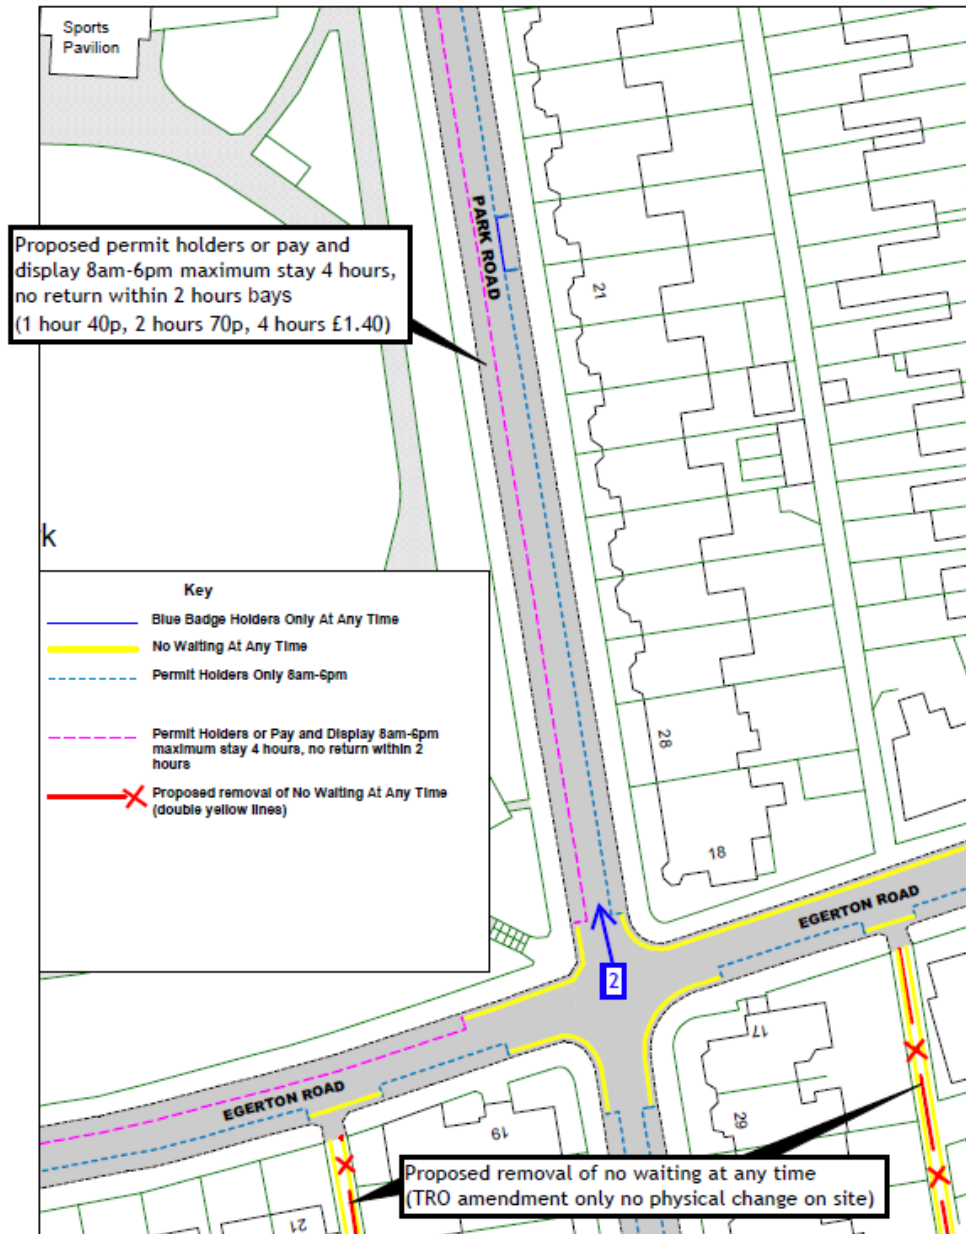 Sports
Pavilion
PARK ROAD
Proposed permit holders or pay and
display 8am-6pm maximum stay 4 hours,
no return within 2 hours bays
(1 hour 40p, 2 hours 70p, 4 hours £1.40)
21
k
Key
Blue Badge Holders Only At Any Time
No Waiting At Any Time
Permit Holders Only 8am-6pm
Permit Holders or Pay and Display 8am-6pm
maximum stay 4 hours, no return within 2
hours
Proposed removal of No Waiting At Any Time
(double yellow lines)
28
18
EGERTON ROAD
2
17
EGERTON ROAD
19
29
Proposed removal of no waiting at any time
(TRO amendment only no physical change on site)
21